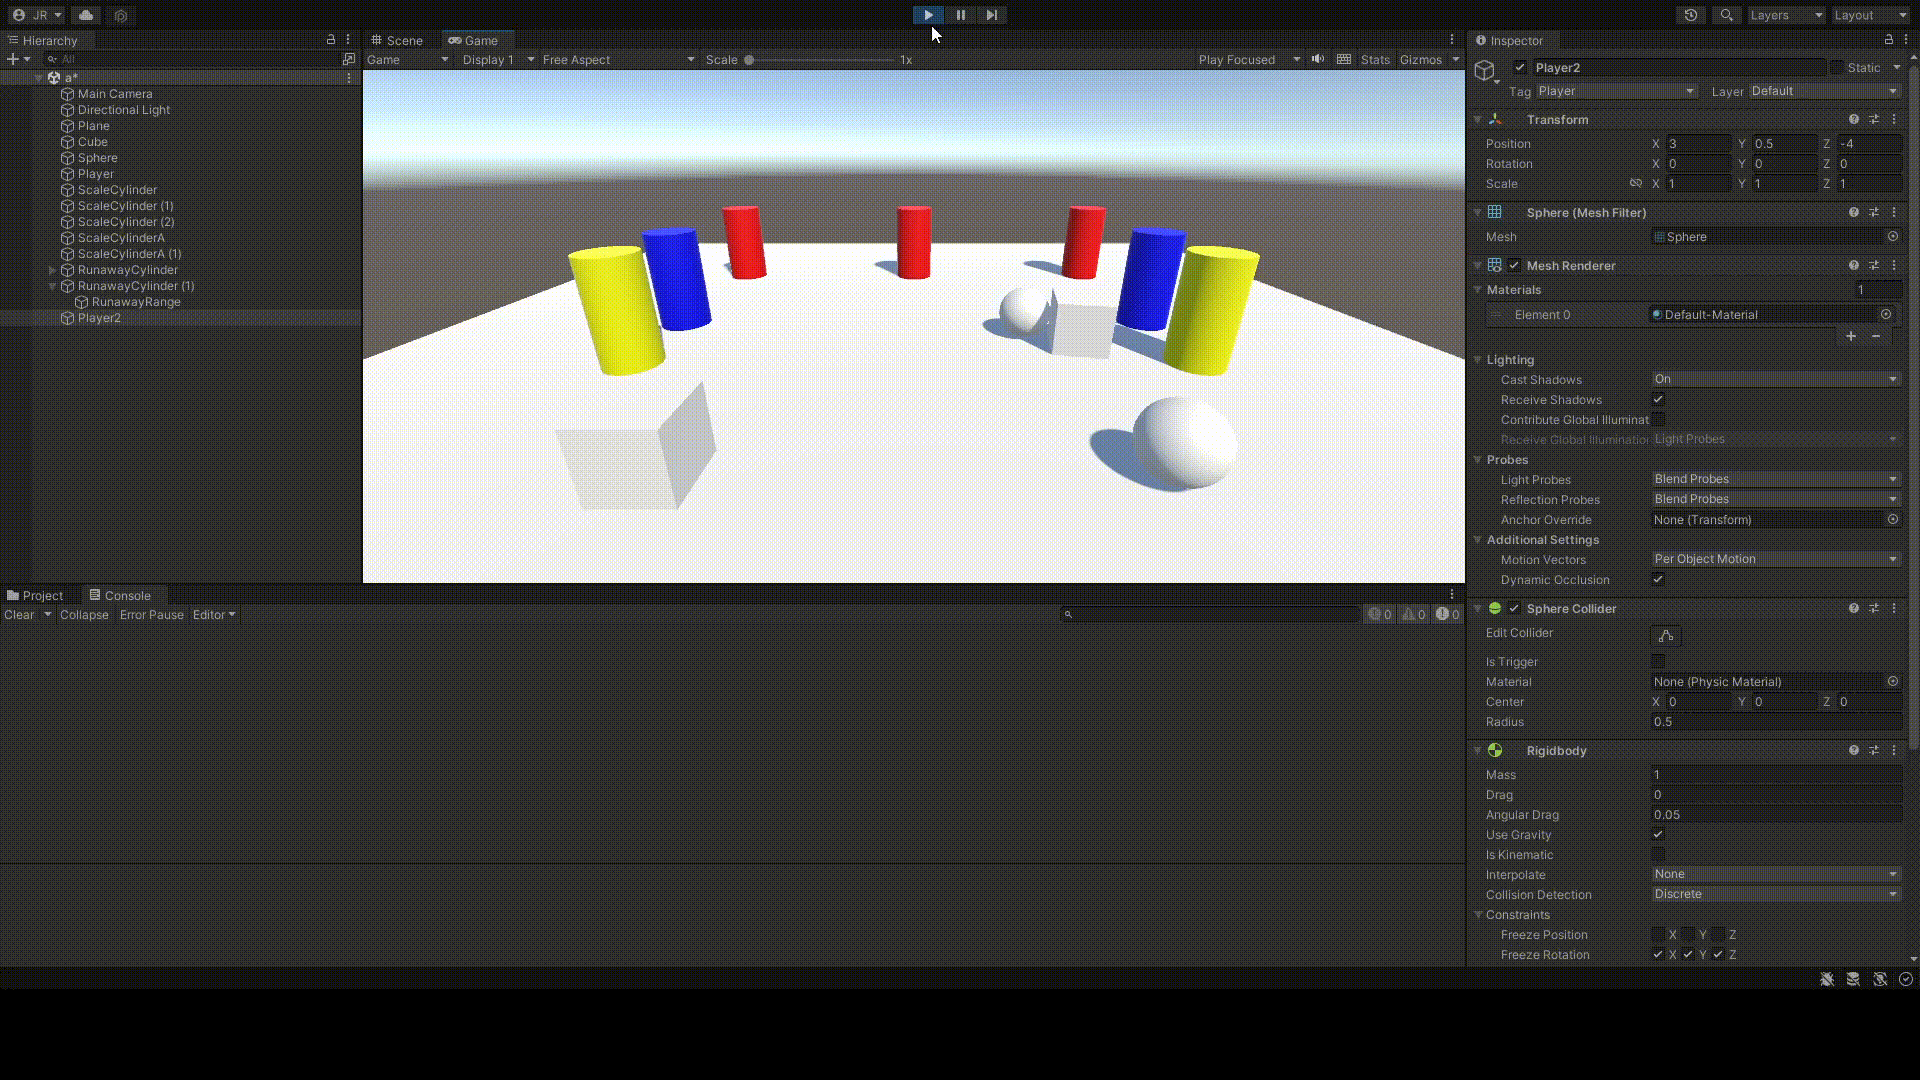 JR
Layers
Layout
Hierarchy
All
a*
Main Camera
Directional Light
Plane
Cube
Sphere
Player
ScaleCylinder
ScaleCylinder (1)
ScaleCylinder (2)
ScaleCylinderA
ScaleCylinderA (1)
RunawayCylinder
RunawayCylinder (1)
RunawayRange
Player2
Scene Game
Game Display 1 Free Aspect Scale 1x Play Focused Stats Gizmos
Project Console
Clear Collapse Error Pause Editor 0 0 0
Inspector
Player2 Static
Tag Player Layer Default
Transform
Position X 3 Y 0.5 Z -4
Rotation X 0 Y 0 Z 0
Scale X 1 Y 1 Z 1
Sphere (Mesh Filter)
Mesh Sphere
Mesh Renderer
Materials 1
Element 0 Default-Material
Lighting
Cast Shadows On
Receive Shadows
Contribute Global Illuminat
Receive Global Illumination Light Probes
Probes
Light Probes Blend Probes
Reflection Probes Blend Probes
Anchor Override None (Transform)
Additional Settings
Motion Vectors Per Object Motion
Dynamic Occlusion
Sphere Collider
Edit Collider
Is Trigger
Material None (Physic Material)
Center X 0 Y 0 Z 0
Radius 0.5
Rigidbody
Mass 1
Drag 0
Angular Drag 0.05
Use Gravity
Is Kinematic
Interpolate None
Collision Detection Discrete
Constraints
Freeze Position X Y Z
Freeze Rotation X Y Z